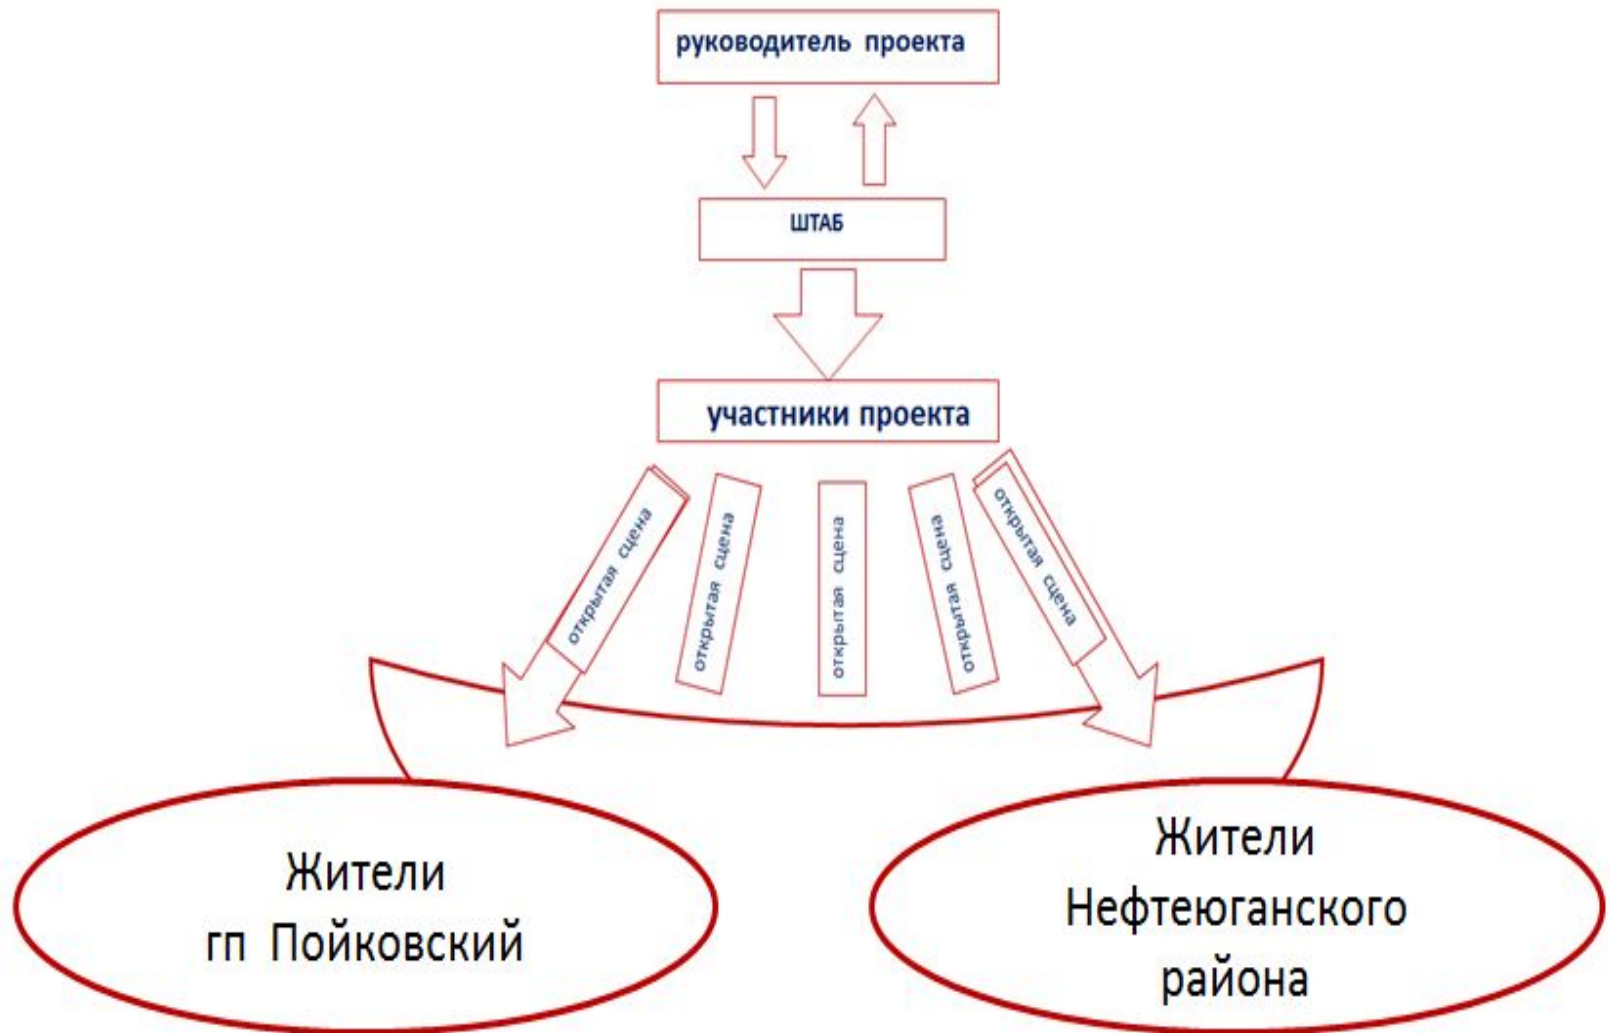 руководитель проекта
ШТАБ
участники проекта
открытая сцена
открытая сцена
открытая сцена
открытая сцена
открытая сцена
Жители
гп Пойковский
Жители
Нефтеюганского
района